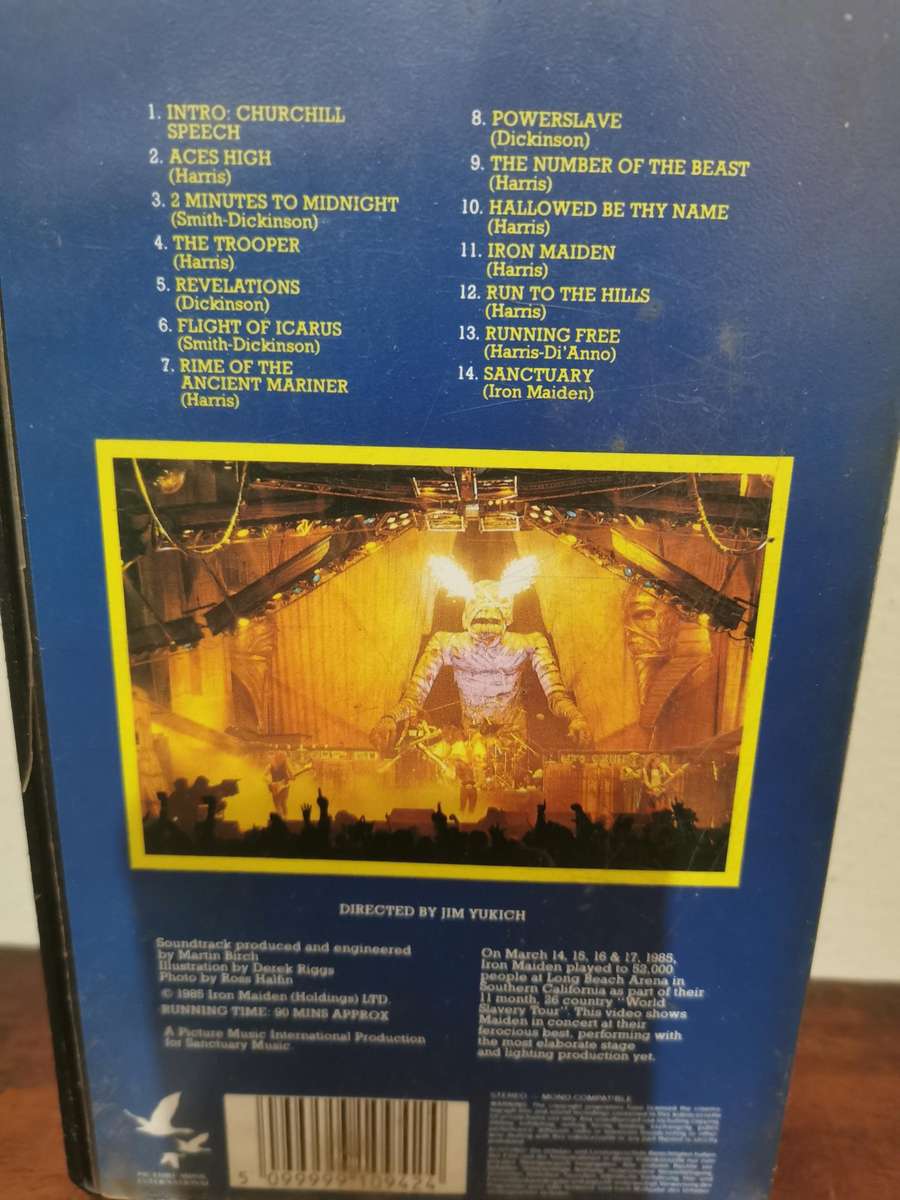 1. INTRO: CHURCHILL
SPEECH
2. ACES HIGH
(Harris)
3. 2 MINUTES TO MIDNIGHT
(Smith-Dickinson)
4. THE TROOPER
(Harris)
5. REVELATIONS
(Dickinson)
6. FLIGHT OF ICARUS
(Smith-Dickinson)
7. RIME OF THE
ANCIENT MARINER
(Harris)
8. POWERSLAVE
(Dickinson)
9. THE NUMBER OF THE BEAST
(Harris)
10. HALLOWED BE THY NAME
(Harris)
11. IRON MAIDEN
(Harris)
12. RUN TO THE HILLS
(Harris)
13. RUNNING FREE
(Harris-Di'Anno)
14. SANCTUARY
(Iron Maiden)
DIRECTED BY JIM YUKICH
Soundtrack produced and engineered
by Martin Birch
Illustration by Derek Riggs
Photo by Ross Halfin
© 1985 Iron Maiden (Holdings) LTD.
RUNNING TIME: 90 MINS APPROX
A Picture Music International Production
for Sanctuary Music.
On March 14, 15, 16 & 17, 1985,
Iron Maiden played to 52,000
people at Long Beach Arena in
Southern California as part of their
11 month, 26 country "World
Slavery Tour". This video shows
Maiden in concert at their
ferocious best, performing with
the most elaborate stage
and lighting production yet.
STEREO — MONO COMPATIBLE
PICTURE MUSIC
INTERNATIONAL
5 099999 109424